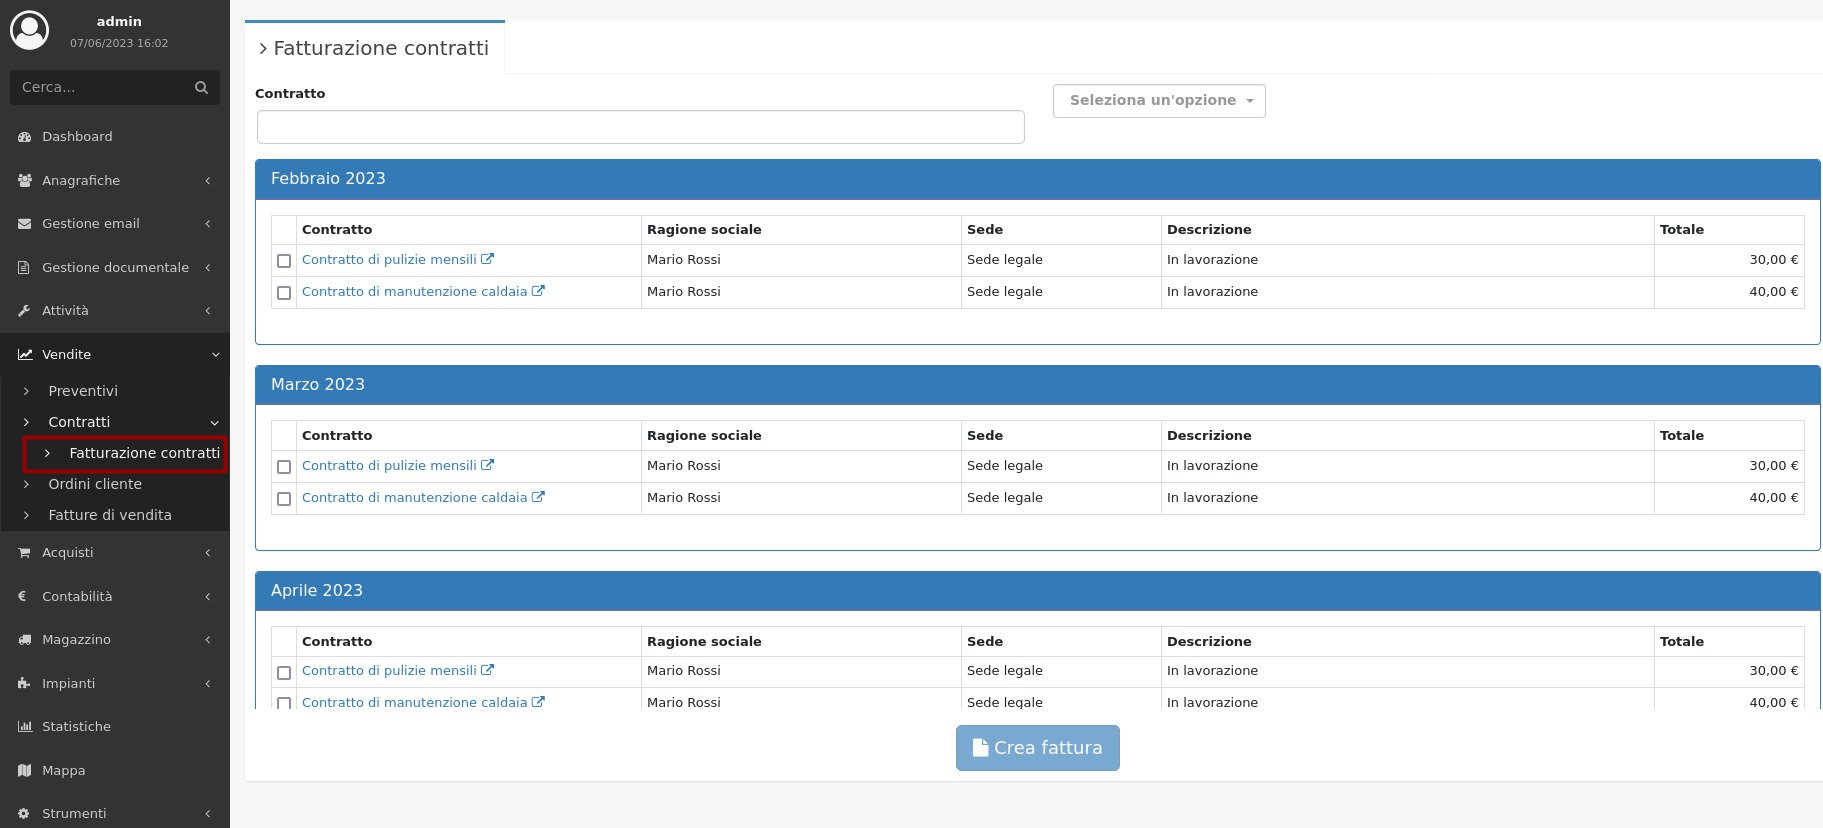 admin
07/06/2023 16:02
Cerca...
Dashboard
Anagrafiche
Gestione email
Gestione documentale
Attività
Vendite
Preventivi
Contratti
Fatturazione contratti
Ordini cliente
Fatture di vendita
Acquisti
€ Contabilità
Magazzino
Impianti
Statistiche
Mappa
Strumenti
Fatturazione contratti
Contratto
Seleziona un'opzione
Febbraio 2023
Contratto Ragione sociale Sede Descrizione Totale
Contratto di pulizie mensili Mario Rossi Sede legale In lavorazione 30,00 €
Contratto di manutenzione caldaia Mario Rossi Sede legale In lavorazione 40,00 €
Marzo 2023
Contratto Ragione sociale Sede Descrizione Totale
Contratto di pulizie mensili Mario Rossi Sede legale In lavorazione 30,00 €
Contratto di manutenzione caldaia Mario Rossi Sede legale In lavorazione 40,00 €
Aprile 2023
Contratto Ragione sociale Sede Descrizione Totale
Contratto di pulizie mensili Mario Rossi Sede legale In lavorazione 30,00 €
Contratto di manutenzione caldaia Mario Rossi Sede legale In lavorazione 40,00 €
Crea fattura